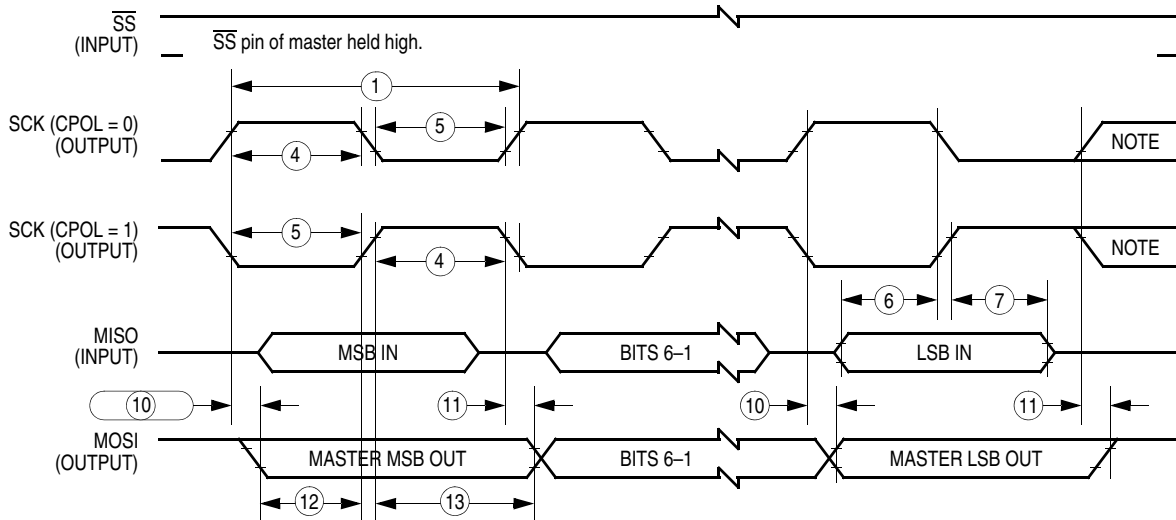 SS
(INPUT)
SS pin of master held high.
1
SCK (CPOL = 0)
(OUTPUT)
5
4
NOTE
SCK (CPOL = 1)
(OUTPUT)
5
4
NOTE
6
7
MISO
(INPUT)
MSB IN
BITS 6–1
LSB IN
10
11
10
11
MOSI
(OUTPUT)
MASTER MSB OUT
BITS 6–1
MASTER LSB OUT
12
13